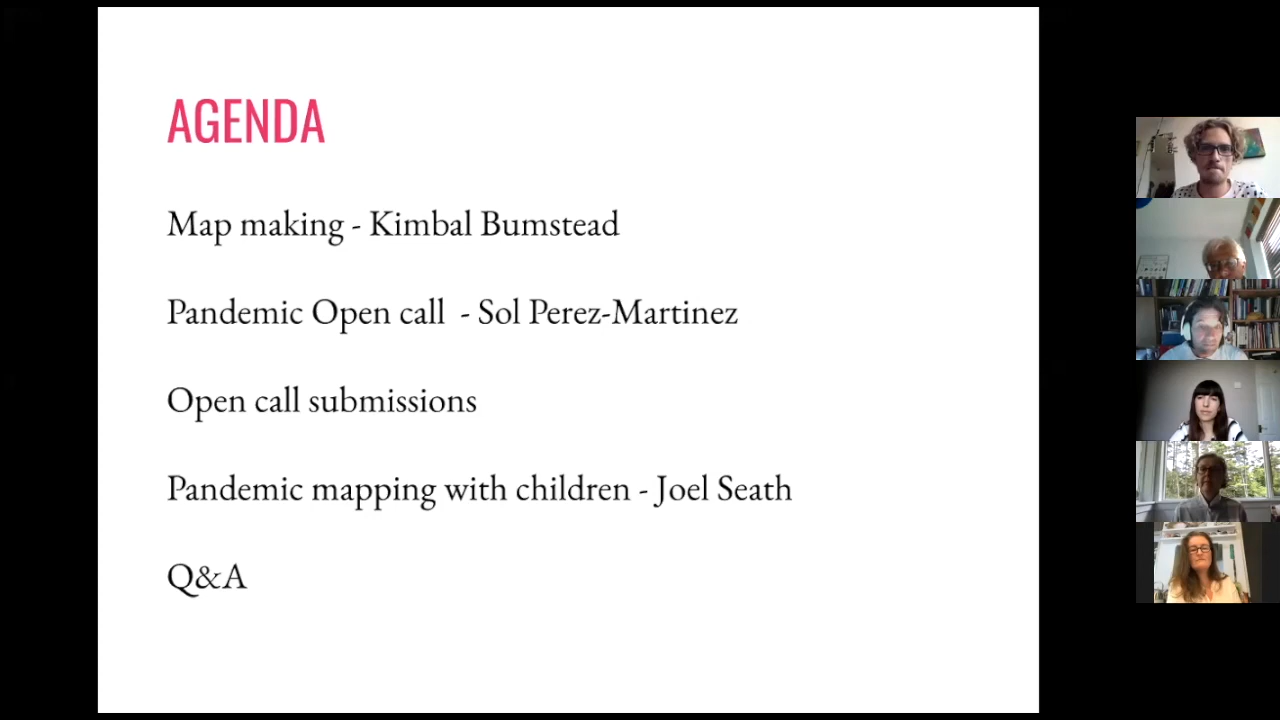 AGENDA
Map making - Kimbal Bumstead
Pandemic Open call - Sol Perez-Martinez
Open call submissions
Pandemic mapping with children - Joel Seath
Q&A